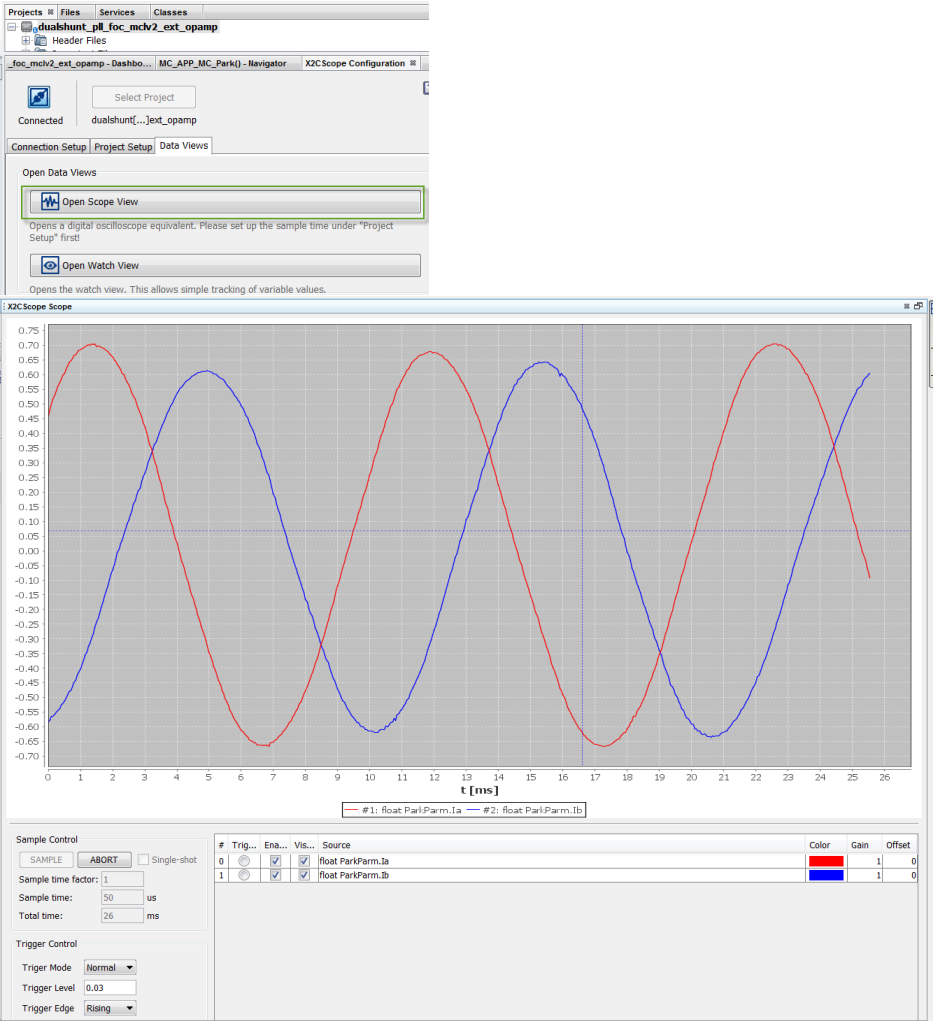 Projects Files Services Classes
dualshunt_pll_foc_mclv2_ext_opamp
Header Files
_foc_mclv2_ext_opamp - Dashbo... MC_APP_MC_Park() - Navigator X2CScope Configuration
Select Project
Connected dualshunt[...]ext_opamp
Connection Setup Project Setup Data Views
Open Data Views
Open Scope View
Opens a digital oscilloscope equivalent. Please set up the sample time under "Project
Setup" first!
Open Watch View
Opens the watch view. This allows simple tracking of variable values.
X2CScope Scope
0.75
0.70
0.65
0.60
0.55
0.50
0.45
0.40
0.35
0.30
0.25
0.20
0.15
0.10
0.05
0.00
-0.05
-0.10
-0.15
-0.20
-0.25
-0.30
-0.35
-0.40
-0.45
-0.50
-0.55
-0.60
-0.65
-0.70
0 1 2 3 4 5 6 7 8 9 10 11 12 13 14 15 16 17 18 19 20 21 22 23 24 25 26
t [ms]
#1: float ParkParm.Ia #2: float ParkParm.Ib
Sample Control
SAMPLE ABORT Single-shot
Sample time factor: 1
Sample time: 50 us
Total time: 26 ms
Trigger Control
Triger Mode Normal
Trigger Level 0.03
Trigger Edge Rising
# Trig... Ena... Vis... Source Color Gain Offset
0 float ParkParm.Ia 1 0
1 float ParkParm.Ib 1 0